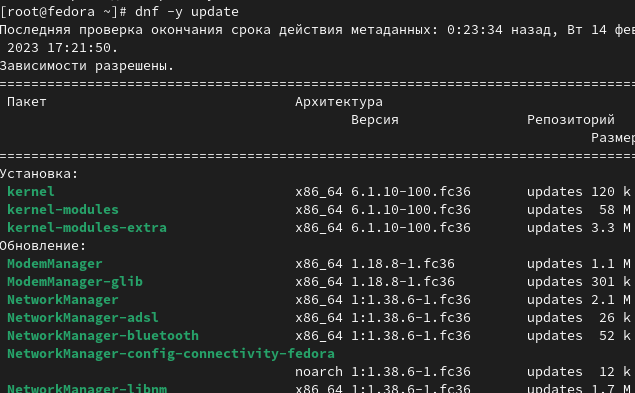 [root@fedora ~]# dnf -y update
Последняя проверка окончания срока действия метаданных: 0:23:34 назад, Вт 14 фев
2023 17:21:50.
Зависимости разрешены.
================================================================================
Пакет Архитектура
Версия Репозиторий
Размер
================================================================================
Установка:
kernel x86_64 6.1.10-100.fc36 updates 120 k
kernel-modules x86_64 6.1.10-100.fc36 updates 58 M
kernel-modules-extra x86_64 6.1.10-100.fc36 updates 3.3 M
Обновление:
ModemManager x86_64 1.18.8-1.fc36 updates 1.1 M
ModemManager-glib x86_64 1.18.8-1.fc36 updates 301 k
NetworkManager x86_64 1:1.38.6-1.fc36 updates 2.1 M
NetworkManager-adsl x86_64 1:1.38.6-1.fc36 updates 26 k
NetworkManager-bluetooth x86_64 1:1.38.6-1.fc36 updates 52 k
NetworkManager-config-connectivity-fedora
noarch 1:1.38.6-1.fc36 updates 12 k
NetworkManager-libnm x86_64 1:1.38.6-1.fc36 updates 1.7 M